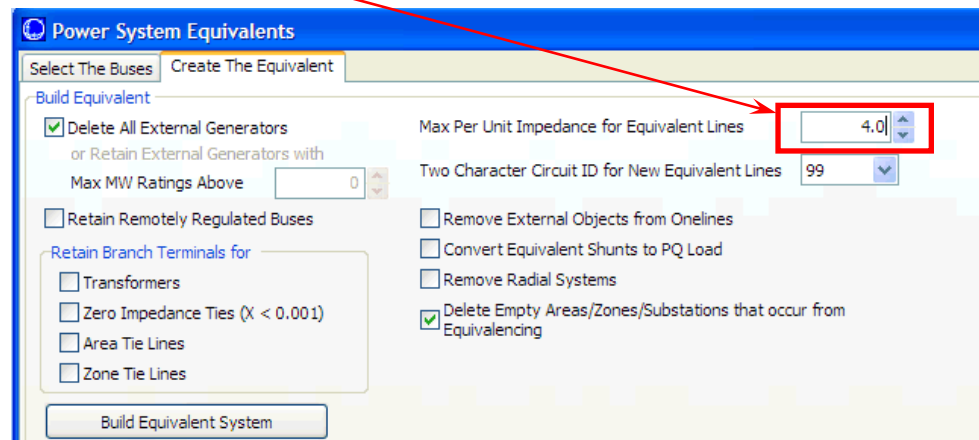 Power System Equivalents
Select The Buses Create The Equivalent
Build Equivalent
Delete All External Generators
or Retain External Generators with
Max MW Ratings Above 0
Retain Remotely Regulated Buses
Retain Branch Terminals for
Transformers
Zero Impedance Ties (X < 0.001)
Area Tie Lines
Zone Tie Lines
Build Equivalent System
Max Per Unit Impedance for Equivalent Lines 4.0
Two Character Circuit ID for New Equivalent Lines 99
Remove External Objects from Onelines
Convert Equivalent Shunts to PQ Load
Remove Radial Systems
Delete Empty Areas/Zones/Substations that occur from
Equivalencing